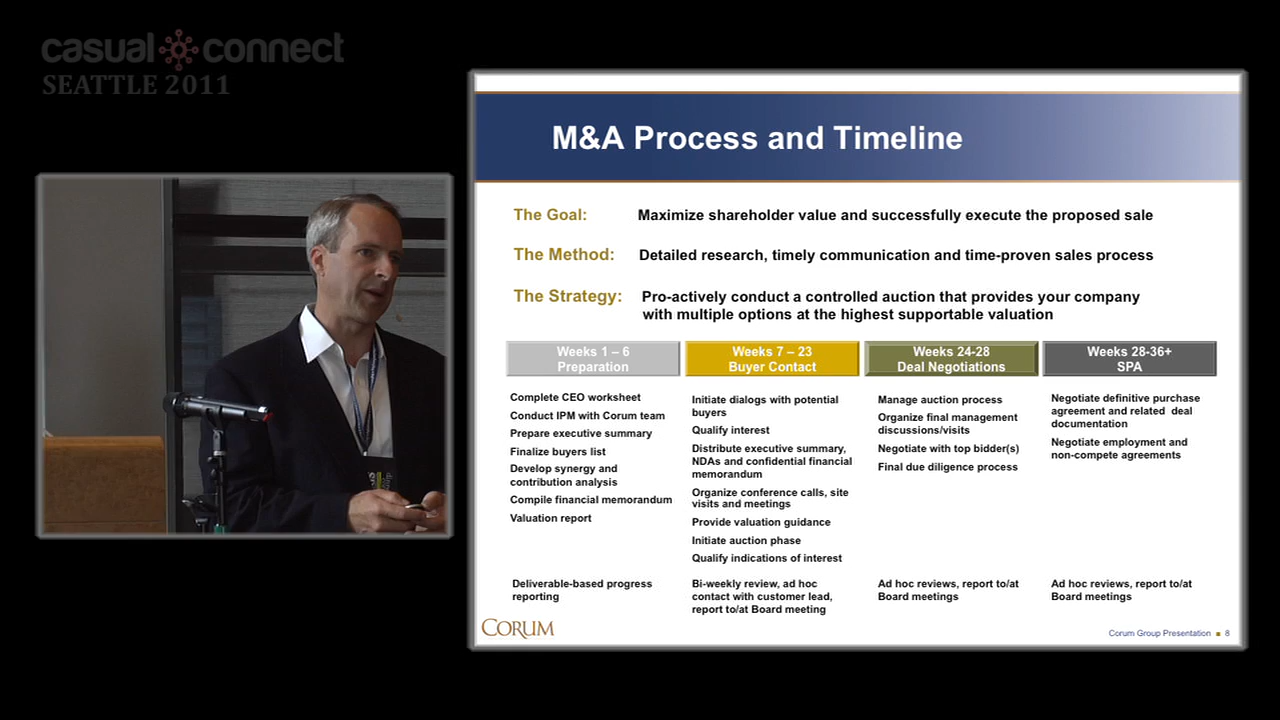 casual connect
SEATTLE 2011
M&A Process and Timeline
The Goal: Maximize shareholder value and successfully execute the proposed sale
The Method: Detailed research, timely communication and time-proven sales process
The Strategy: Pro-actively conduct a controlled auction that provides your company
with multiple options at the highest supportable valuation
Weeks 1 – 6
Preparation
Complete CEO worksheet
Conduct IPM with Corum team
Prepare executive summary
Finalize buyers list
Develop synergy and
contribution analysis
Compile financial memorandum
Valuation report
Deliverable-based progress
reporting
Weeks 7 – 23
Buyer Contact
Initiate dialogs with potential
buyers
Qualify interest
Distribute executive summary,
NDAs and confidential financial
memorandum
Organize conference calls, site
visits and meetings
Provide valuation guidance
Initiate auction phase
Qualify indications of interest
Bi-weekly review, ad hoc
contact with customer lead,
report to/at Board meeting
Weeks 24-28
Deal Negotiations
Manage auction process
Organize final management
discussions/visits
Negotiate with top bidder(s)
Final due diligence process
Ad hoc reviews, report to/at
Board meetings
Weeks 28-36+
SPA
Negotiate definitive purchase
agreement and related deal
documentation
Negotiate employment and
non-compete agreements
Ad hoc reviews, report to/at
Board meetings
CORUM
Corum Group Presentation ■ 8